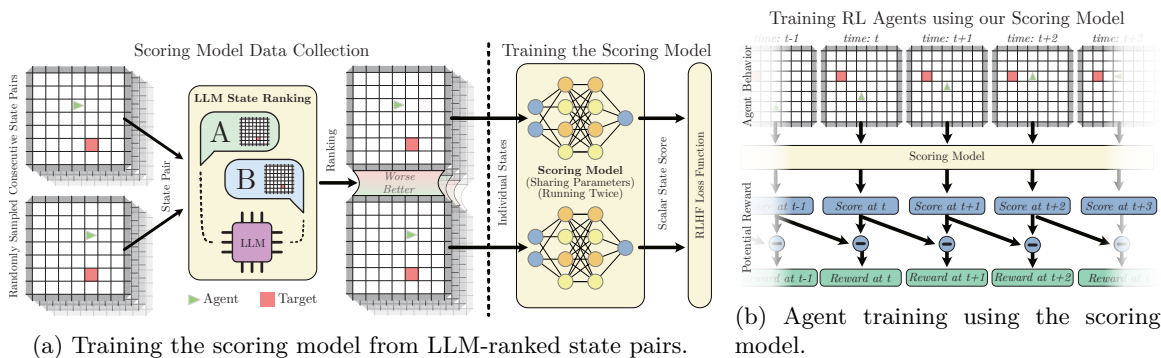 Scoring Model Data Collection
Randomly Sampled Consecutive State Pairs
State Pair
LLM State Ranking
A
B
LLM
Agent
Target
Ranking
Worse
Better
Training the Scoring Model
Individual States
Scoring Model
(Sharing Parameters)
(Running Twice)
Scalar State Score
RLHF Loss Function
(a) Training the scoring model from LLM-ranked state pairs.
Training RL Agents using our Scoring Model
time: t-1 time: t time: t+1 time: t+2 time: t+3
Agent Behavior
Scoring Model
Potential Reward
Score at t-1 Score at t Score at t+1 Score at t+2 Score at t+3
Reward at t-1 Reward at t Reward at t+1 Reward at t+2 Reward at
(b) Agent training using the scoring
model.